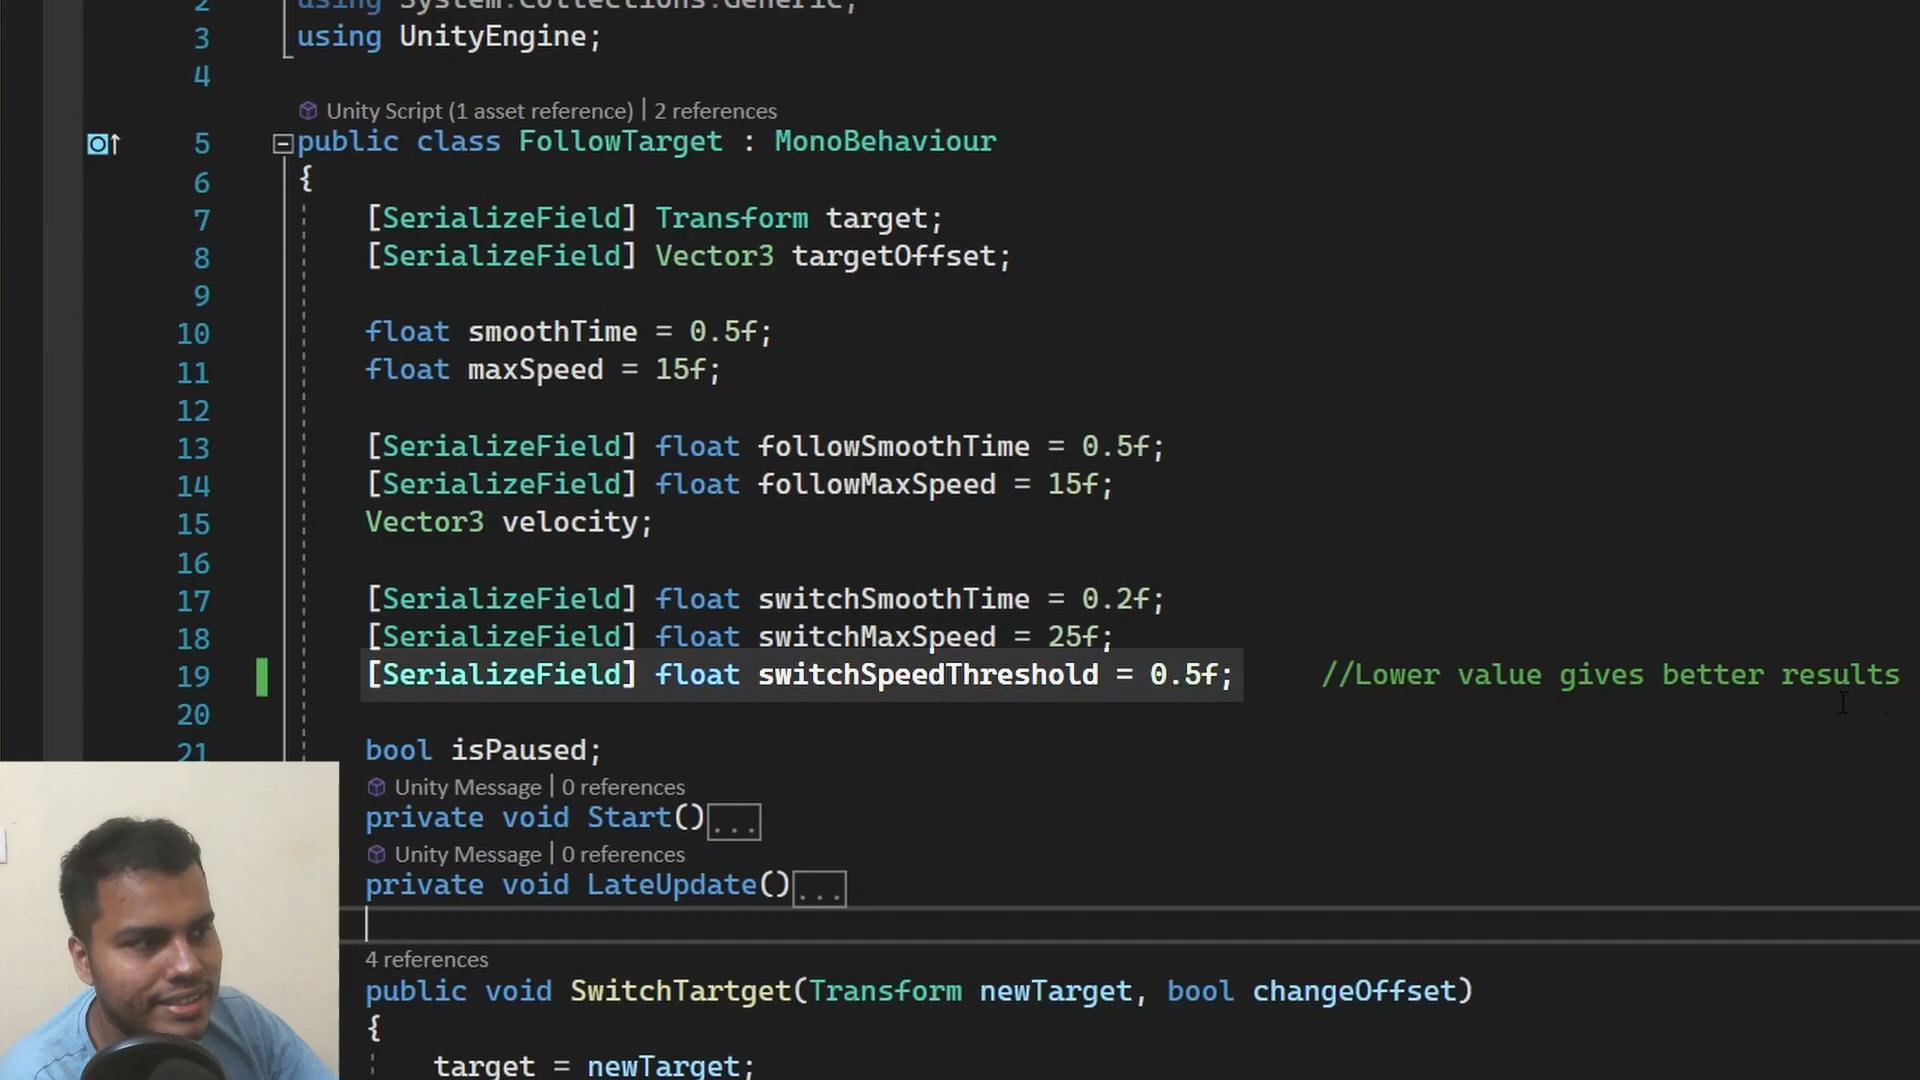 2 using System.Collections.Generic;
3 using UnityEngine;
4
Unity Script (1 asset reference) | 2 references
5 public class FollowTarget : MonoBehaviour
6 {
7 [SerializeField] Transform target;
8 [SerializeField] Vector3 targetOffset;
9
10 float smoothTime = 0.5f;
11 float maxSpeed = 15f;
12
13 [SerializeField] float followSmoothTime = 0.5f;
14 [SerializeField] float followMaxSpeed = 15f;
15 Vector3 velocity;
16
17 [SerializeField] float switchSmoothTime = 0.2f;
18 [SerializeField] float switchMaxSpeed = 25f;
19 [SerializeField] float switchSpeedThreshold = 0.5f; //Lower value gives better results
20
21 bool isPaused;
Unity Message | 0 references
private void Start()...
Unity Message | 0 references
private void LateUpdate()...
4 references
public void SwitchTartget(Transform newTarget, bool changeOffset)
{
target = newTarget;